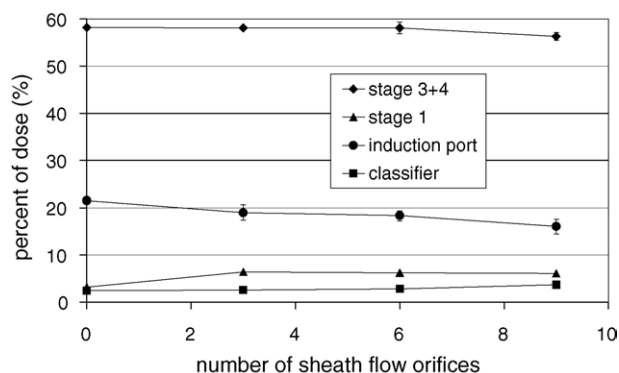 60
50
40
30
20
10
0
percent of dose (%)
stage 3+4
stage 1
induction port
classifier
0 2 4 6 8 10
number of sheath flow orifices